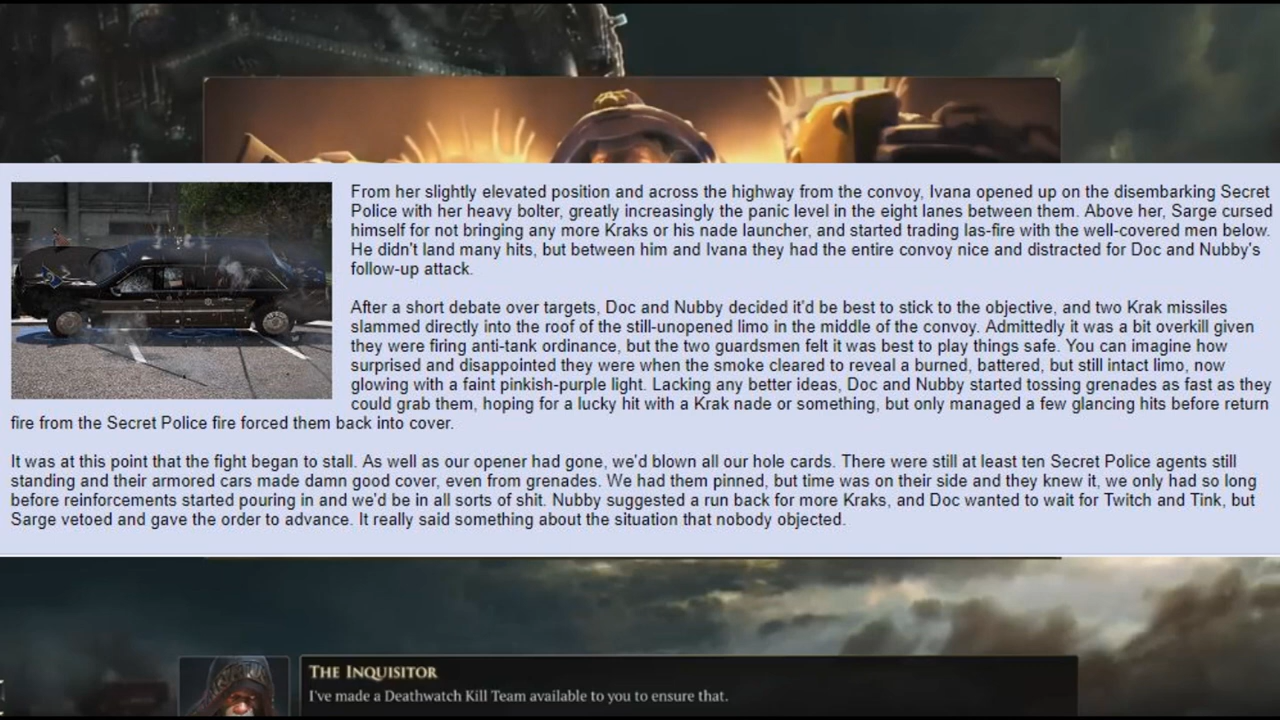 From her slightly elevated position and across the highway from the convoy, Ivana opened up on the disembarking Secret
Police with her heavy bolter, greatly increasingly the panic level in the eight lanes between them. Above her, Sarge cursed
himself for not bringing any more Kraks or his nade launcher, and started trading las-fire with the well-covered men below.
He didn't land many hits, but between him and Ivana they had the entire convoy nice and distracted for Doc and Nubby's
follow-up attack.
After a short debate over targets, Doc and Nubby decided it'd be best to stick to the objective, and two Krak missiles
slammed directly into the roof of the still-unopened limo in the middle of the convoy. Admittedly it was a bit overkill given
they were firing anti-tank ordinance, but the two guardsmen felt it was best to play things safe. You can imagine how
surprised and disappointed they were when the smoke cleared to reveal a burned, battered, but still intact limo, now
glowing with a faint pinkish-purple light. Lacking any better ideas, Doc and Nubby started tossing grenades as fast as they
could grab them, hoping for a lucky hit with a Krak nade or something, but only managed a few glancing hits before return
fire from the Secret Police fire forced them back into cover.
It was at this point that the fight began to stall. As well as our opener had gone, we'd blown all our hole cards. There were still at least ten Secret Police agents still
standing and their armored cars made damn good cover, even from grenades. We had them pinned, but time was on their side and they knew it, we only had so long
before reinforcements started pouring in and we'd be in all sorts of shit. Nubby suggested a run back for more Kraks, and Doc wanted to wait for Twitch and Tink, but
Sarge vetoed and gave the order to advance. It really said something about the situation that nobody objected.
THE INQUISITOR
I've made a Deathwatch Kill Team available to you to ensure that.